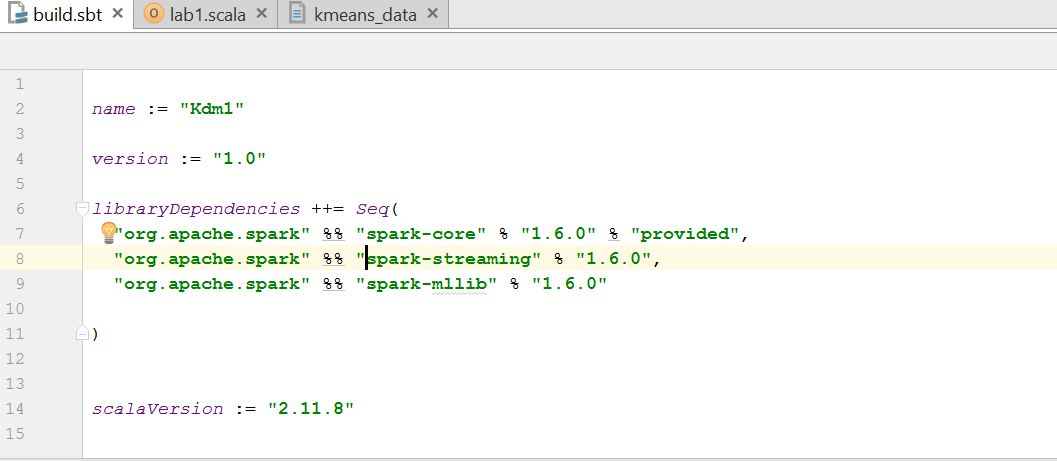 build.sbt × lab1.scala × kmeans_data ×
1
2 name := "Kdm1"
3
4 version := "1.0"
5
6 libraryDependencies ++= Seq(
7 "org.apache.spark" %% "spark-core" % "1.6.0" % "provided",
8 "org.apache.spark" %% "spark-streaming" % "1.6.0",
9 "org.apache.spark" %% "spark-mllib" % "1.6.0"
10
11 )
12
13
14 scalaVersion := "2.11.8"
15